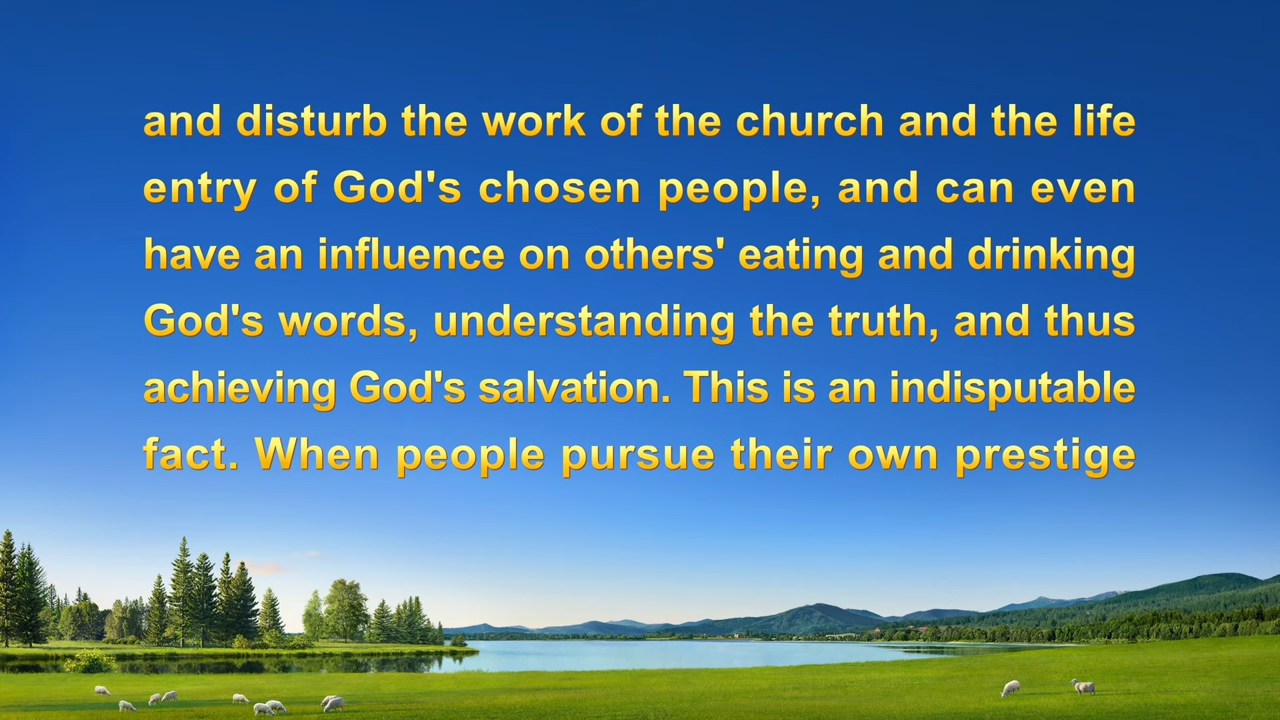 and disturb the work of the church and the life
entry of God's chosen people, and can even
have an influence on others' eating and drinking
God's words, understanding the truth, and thus
achieving God's salvation. This is an indisputable
fact. When people pursue their own prestige